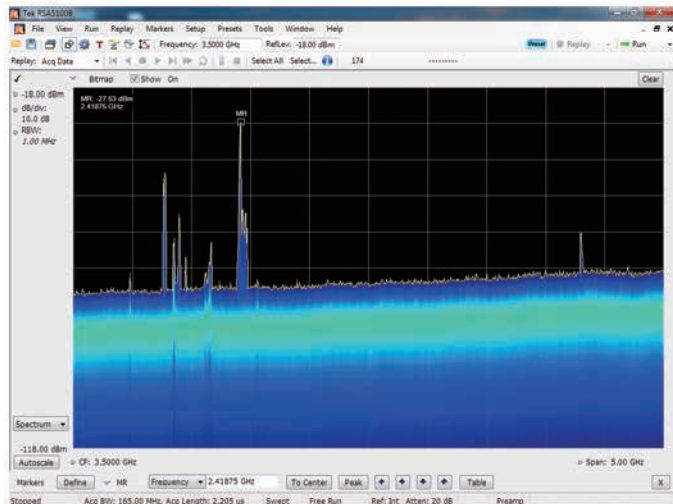 Tek RSA5100B
File View Run Replay Markers Setup Presets Tools Window Help
Frequency: 3.5000 GHz RefLev: -18.00 dBm Preset Replay Run
Replay: Acq Data Select All Select... 174
Bitmap Show On Clear
-18.00 dBm
dB/div:
10.0 dB
RBW:
1.00 MHz
MR: -27.53 dBm
2.41875 GHz
MR
Spectrum
-118.00 dBm
Autoscale CF: 3.5000 GHz Span: 5.00 GHz
Markers Define MR Frequency 2.41875 GHz To Center Peak Table X
Stopped Acq BW: 165.00 MHz, Acq Length: 2.205 us Swept Free Run Ref: Int Atten: 20 dB Preamp